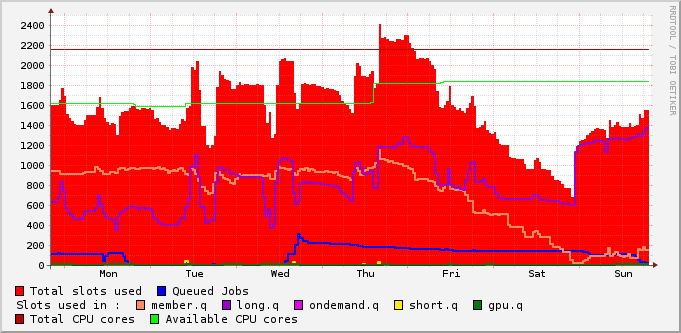 2400
2200
2000
1800
1600
1400
1200
1000
800
600
400
200
0
Mon Tue Wed Thu Fri Sat Sun
Total slots used Queued Jobs
Slots used in : member.q long.q ondemand.q short.q gpu.q
Total CPU cores Available CPU cores
RRDTOOL / TOBI OETIKER